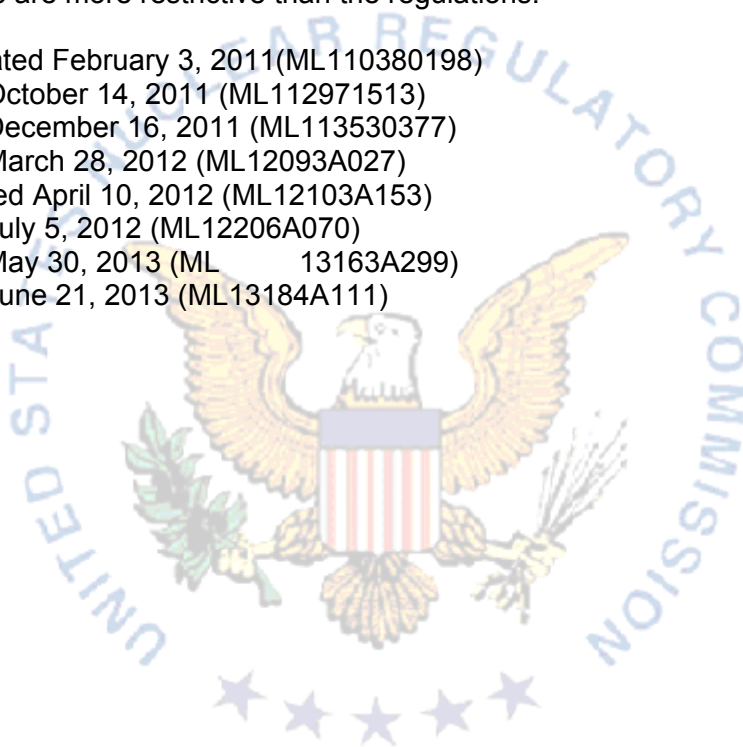 are more restrictive than the regulations.
ated February 3, 2011(ML110380198)
October 14, 2011 (ML112971513)
December 16, 2011 (ML113530377)
March 28, 2012 (ML12093A027)
ed April 10, 2012 (ML12103A153)
July 5, 2012 (ML12206A070)
May 30, 2013 (ML 13163A299)
June 21, 2013 (ML13184A111)
UNITED STATES NUCLEAR REGULATORY COMMISSION